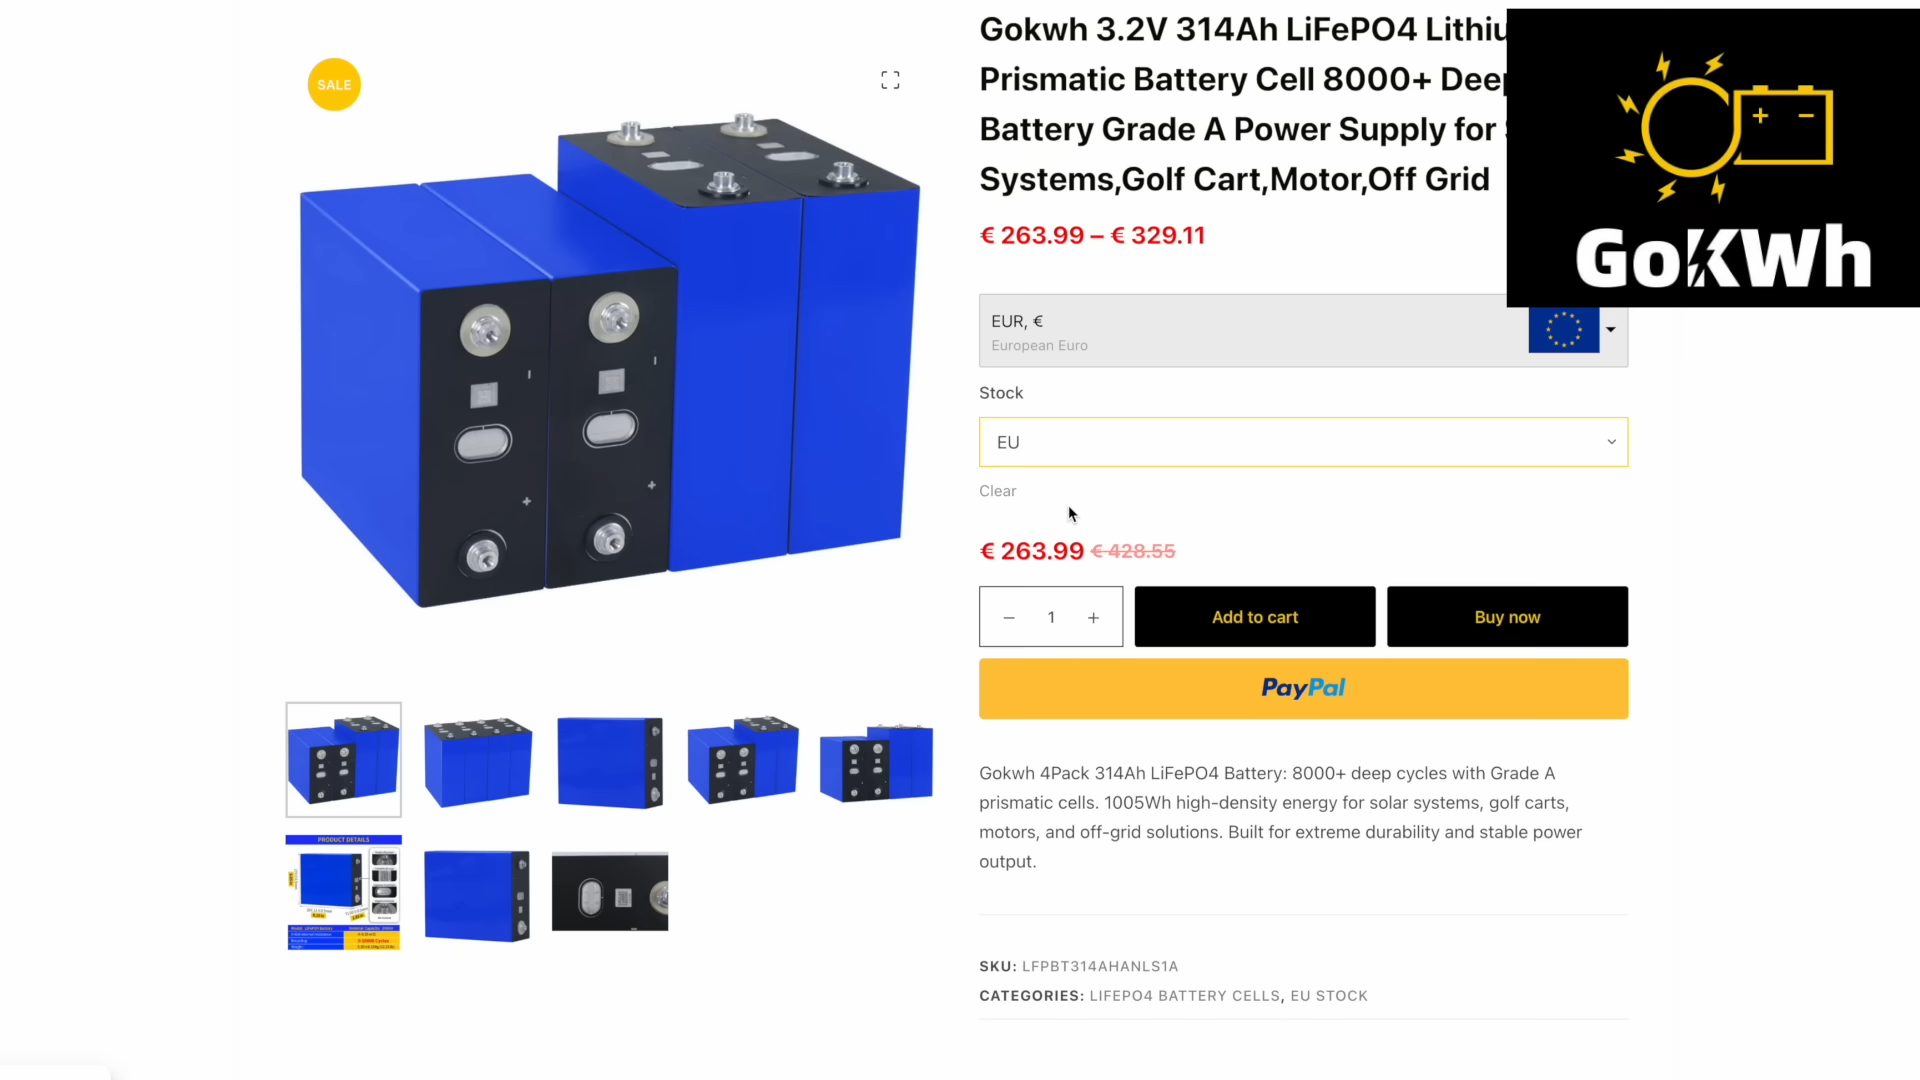 Gokwh 3.2V 314Ah LiFePO4 Lithiu
Prismatic Battery Cell 8000+ Deep
Battery Grade A Power Supply for
Systems,Golf Cart,Motor,Off Grid
SALE
€ 263.99 – € 329.11
GoKWh
EUR, €
European Euro
Stock
EU
Clear
€ 263.99 € 428.55
− 1 +
Add to cart
Buy now
PayPal
Gokwh 4Pack 314Ah LiFePO4 Battery: 8000+ deep cycles with Grade A
prismatic cells. 1005Wh high-density energy for solar systems, golf carts,
motors, and off-grid solutions. Built for extreme durability and stable power
output.
PRODUCT DETAILS
SKU: LFPBT314AHANLS1A
CATEGORIES: LIFEPO4 BATTERY CELLS, EU STOCK